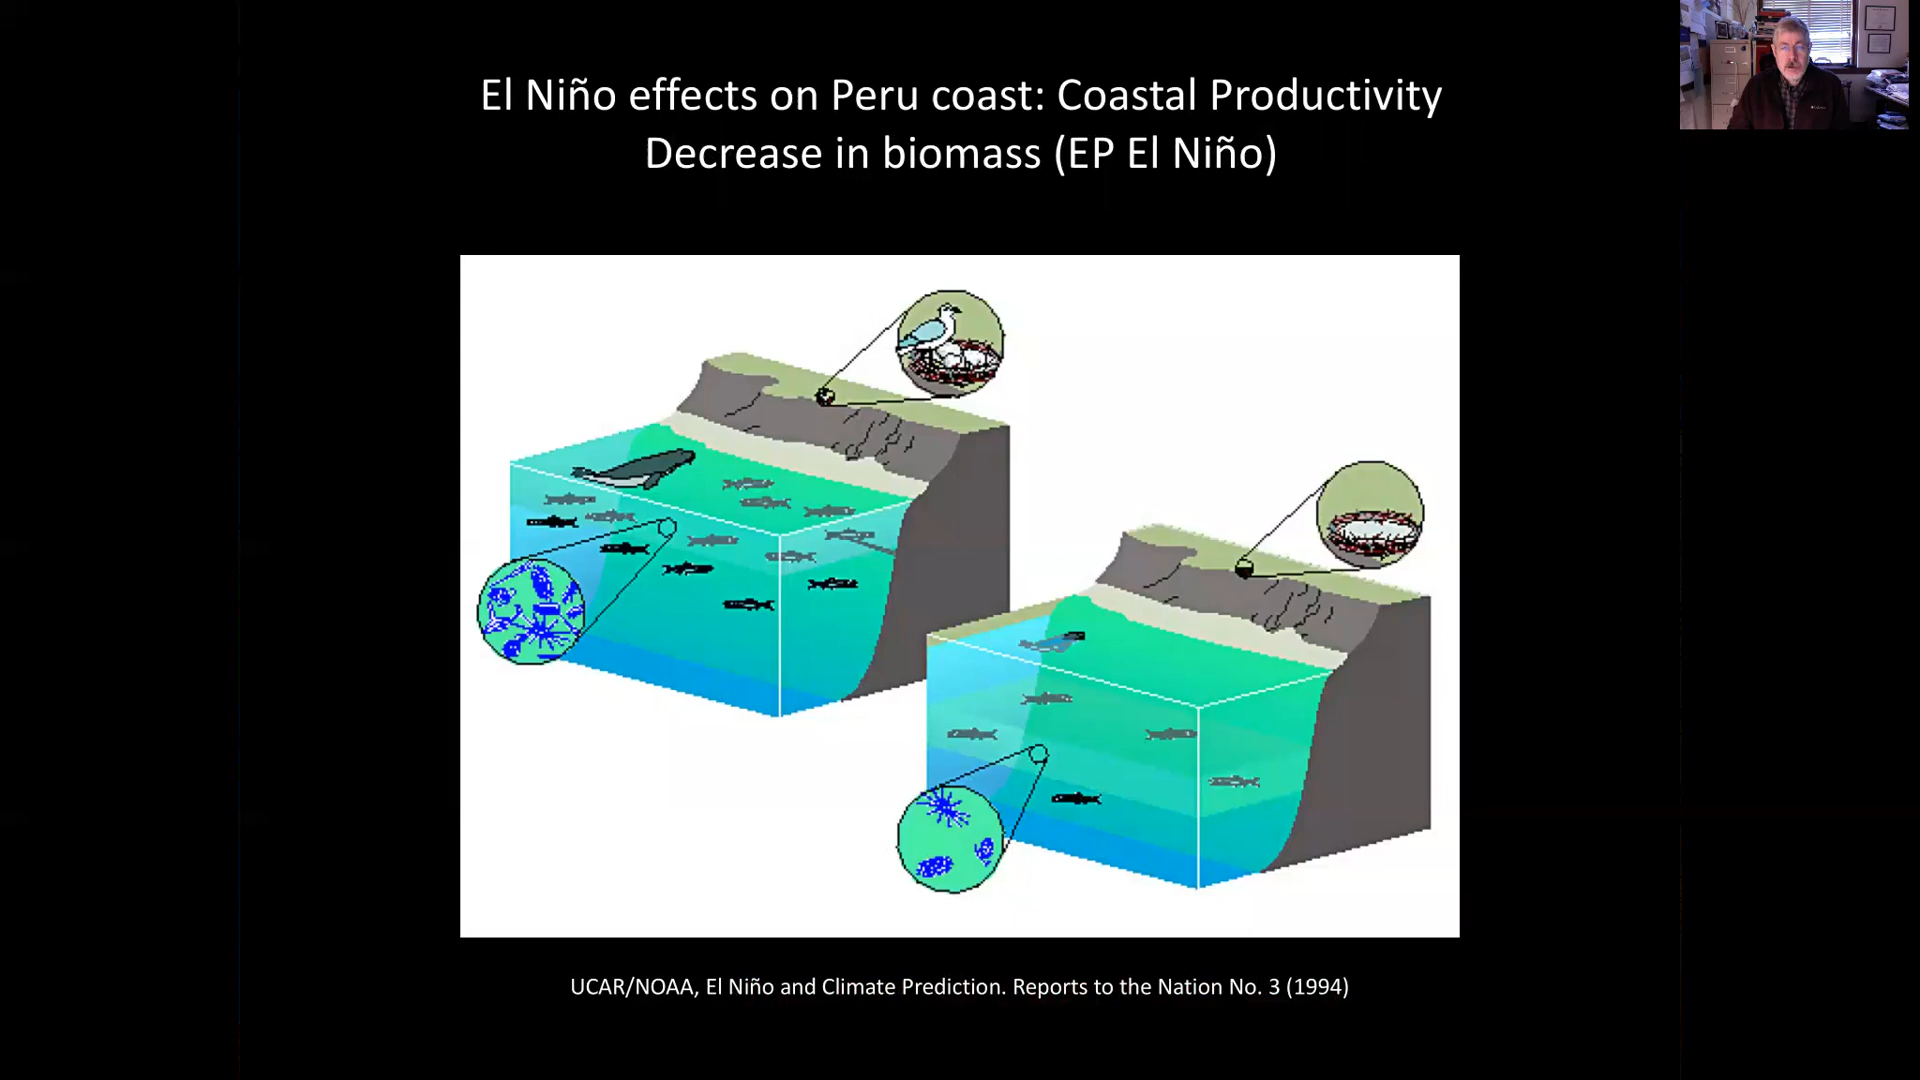 El Niño effects on Peru coast: Coastal Productivity
Decrease in biomass (EP El Niño)
UCAR/NOAA, El Niño and Climate Prediction. Reports to the Nation No. 3 (1994)